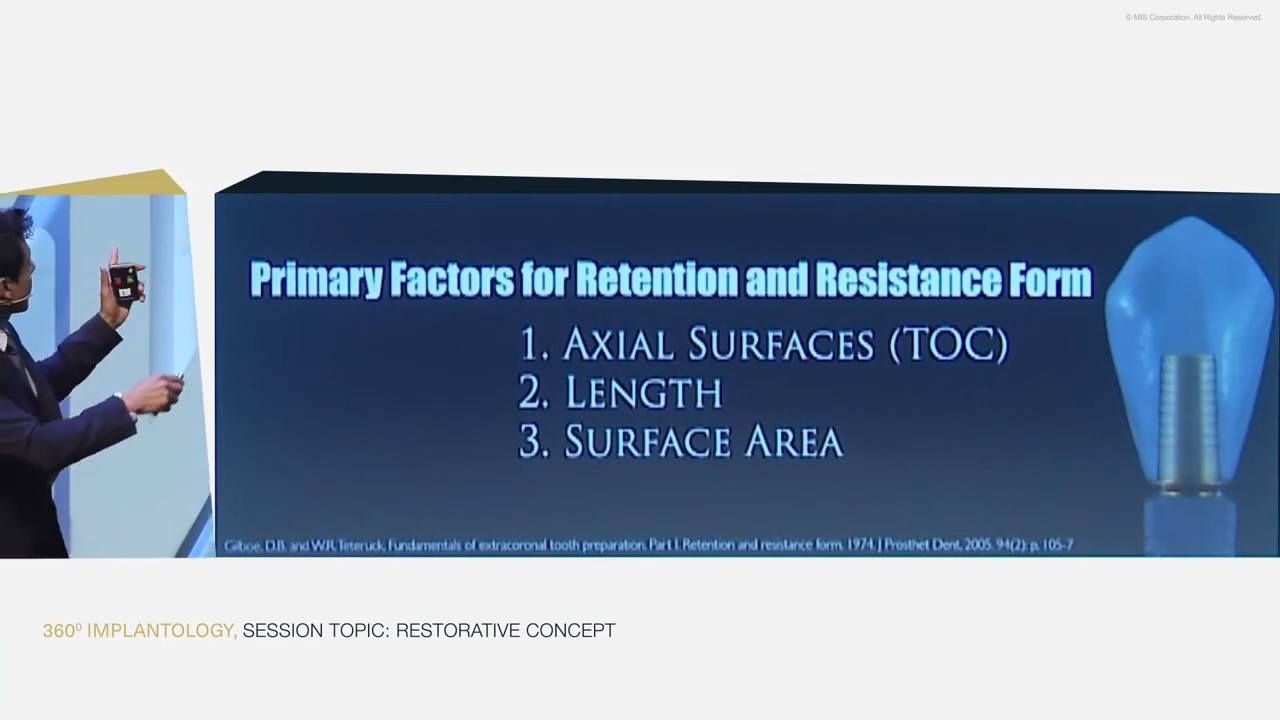 © MIS Corporation. All Rights Reserved.
Primary Factors for Retention and Resistance Form
1. Axial Surfaces (TOC)
2. Length
3. Surface Area
Gilboe, D.B. and W.R. Teteruck, Fundamentals of extracoronal tooth preparation. Part I. Retention and resistance form. 1974. J Prosthet Dent, 2005. 94(2): p. 105-7
360º IMPLANTOLOGY, SESSION TOPIC: RESTORATIVE CONCEPT